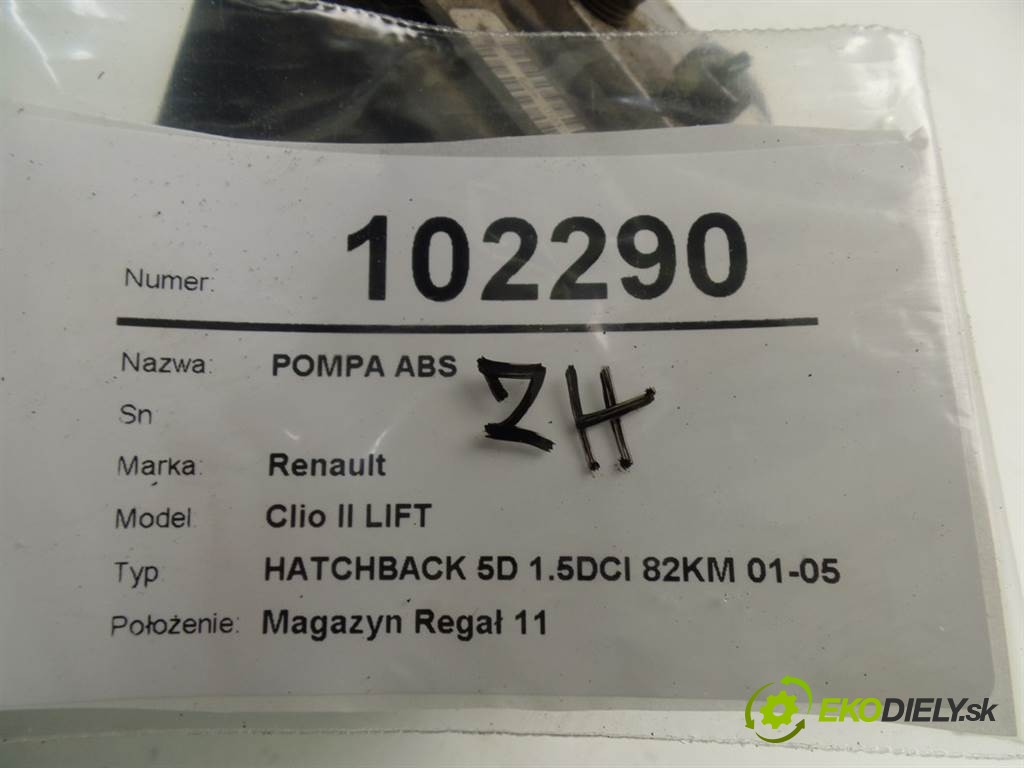 Numer: 102290
Nazwa: POMPA ABS
ZH
Sn
Marka: Renault
Model Clio II LIFT
Typ HATCHBACK 5D 1.5DCI 82KM 01-05
Położenie: Magazyn Regał 11
EKODIELY.sk